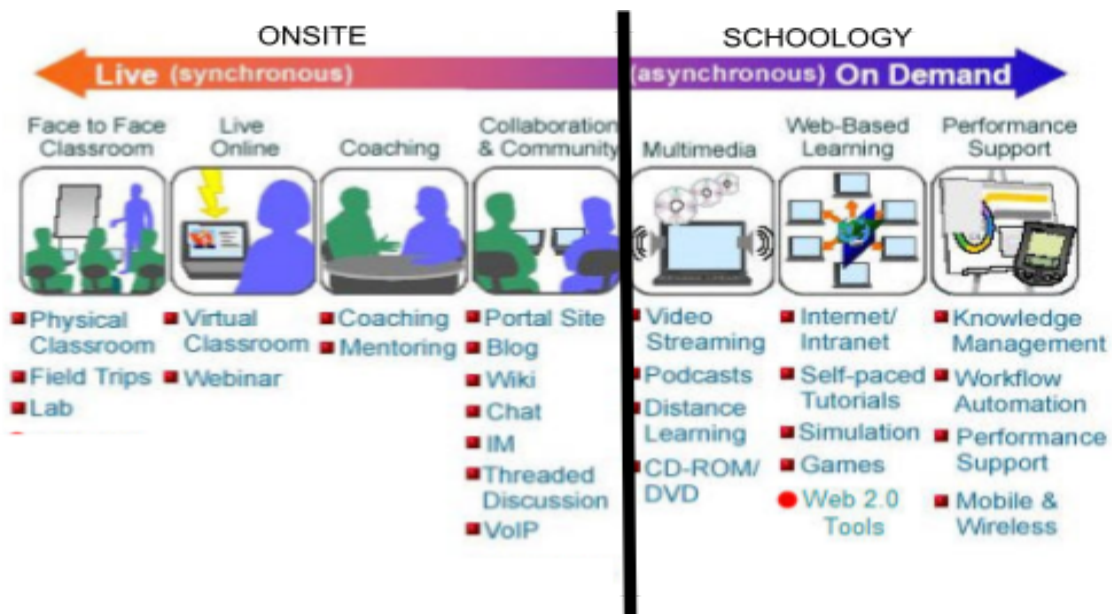 ONSITE
SCHOOLOGY
Live (synchronous)
(asynchronous) On Demand
Face to Face
Classroom
Live
Online
Coaching
Collaboration
& Community
Multimedia
Web-Based
Learning
Performance
Support
Physical
Classroom
Field Trips
Lab
Virtual
Classroom
Webinar
Coaching
Mentoring
Portal Site
Blog
Wiki
Chat
IM
Threaded
Discussion
VoIP
Video
Streaming
Podcasts
Distance
Learning
CD-ROM/
DVD
Internet/
Intranet
Self-paced
Tutorials
Simulation
Games
Web 2.0
Tools
Knowledge
Management
Workflow
Automation
Performance
Support
Mobile &
Wireless